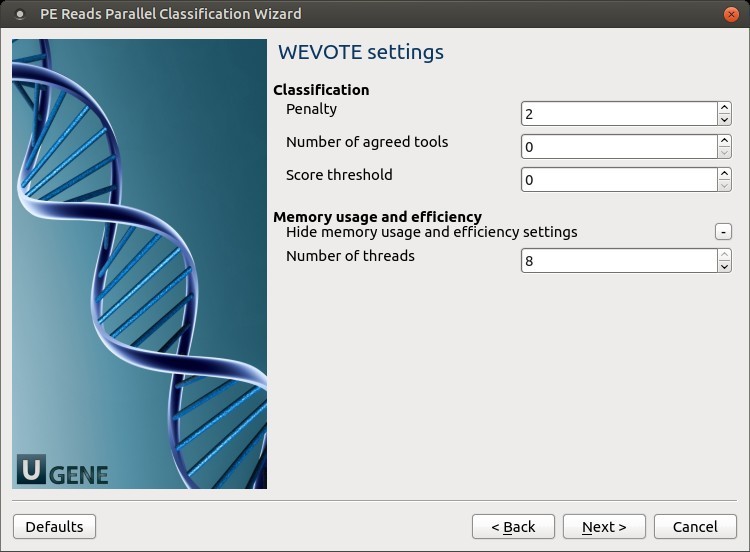 PE Reads Parallel Classification Wizard
WEVOTE settings
Classification
Penalty 2
Number of agreed tools 0
Score threshold 0
Memory usage and efficiency
Hide memory usage and efficiency settings -
Number of threads 8
U GENE
Defaults < Back Next > Cancel